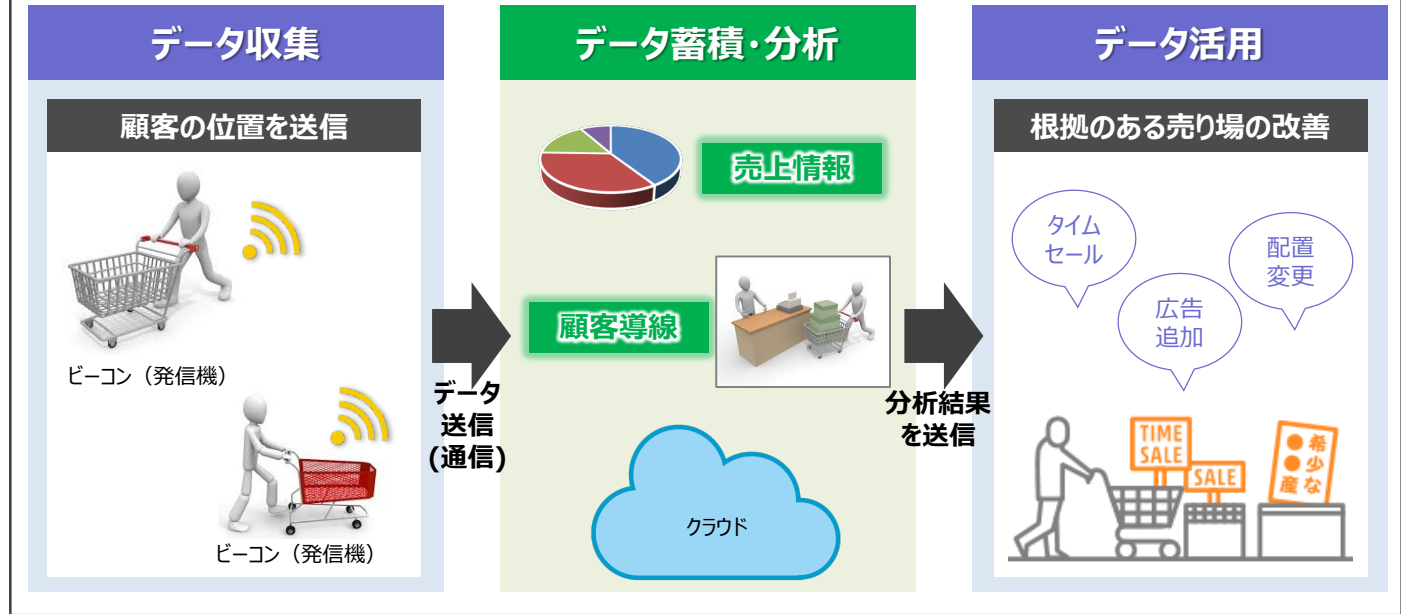 データ収集
顧客の位置を送信
ビーコン（発信機）
ビーコン（発信機）
データ
送信
(通信)
データ蓄積・分析
売上情報
顧客導線
クラウド
分析結果
を送信
データ活用
根拠のある売り場の改善
タイム
セール
広告
追加
配置
変更
TIME
SALE
SALE
希少な
●●産